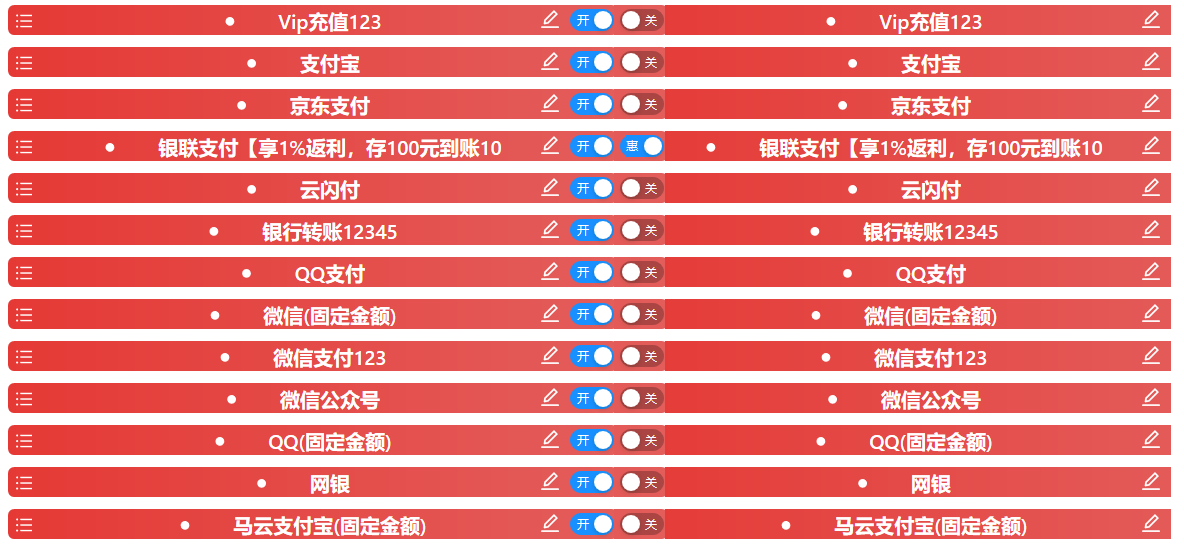 Vip充值123 开 关 Vip充值123
支付宝 开 关 支付宝
京东支付 开 关 京东支付
银联支付【享1%返利，存100元到账10 开 惠 银联支付【享1%返利，存100元到账10
云闪付 开 关 云闪付
银行转账12345 开 关 银行转账12345
QQ支付 开 关 QQ支付
微信(固定金额) 开 关 微信(固定金额)
微信支付123 开 关 微信支付123
微信公众号 开 关 微信公众号
QQ(固定金额) 开 关 QQ(固定金额)
网银 开 关 网银
马云支付宝(固定金额) 开 关 马云支付宝(固定金额)